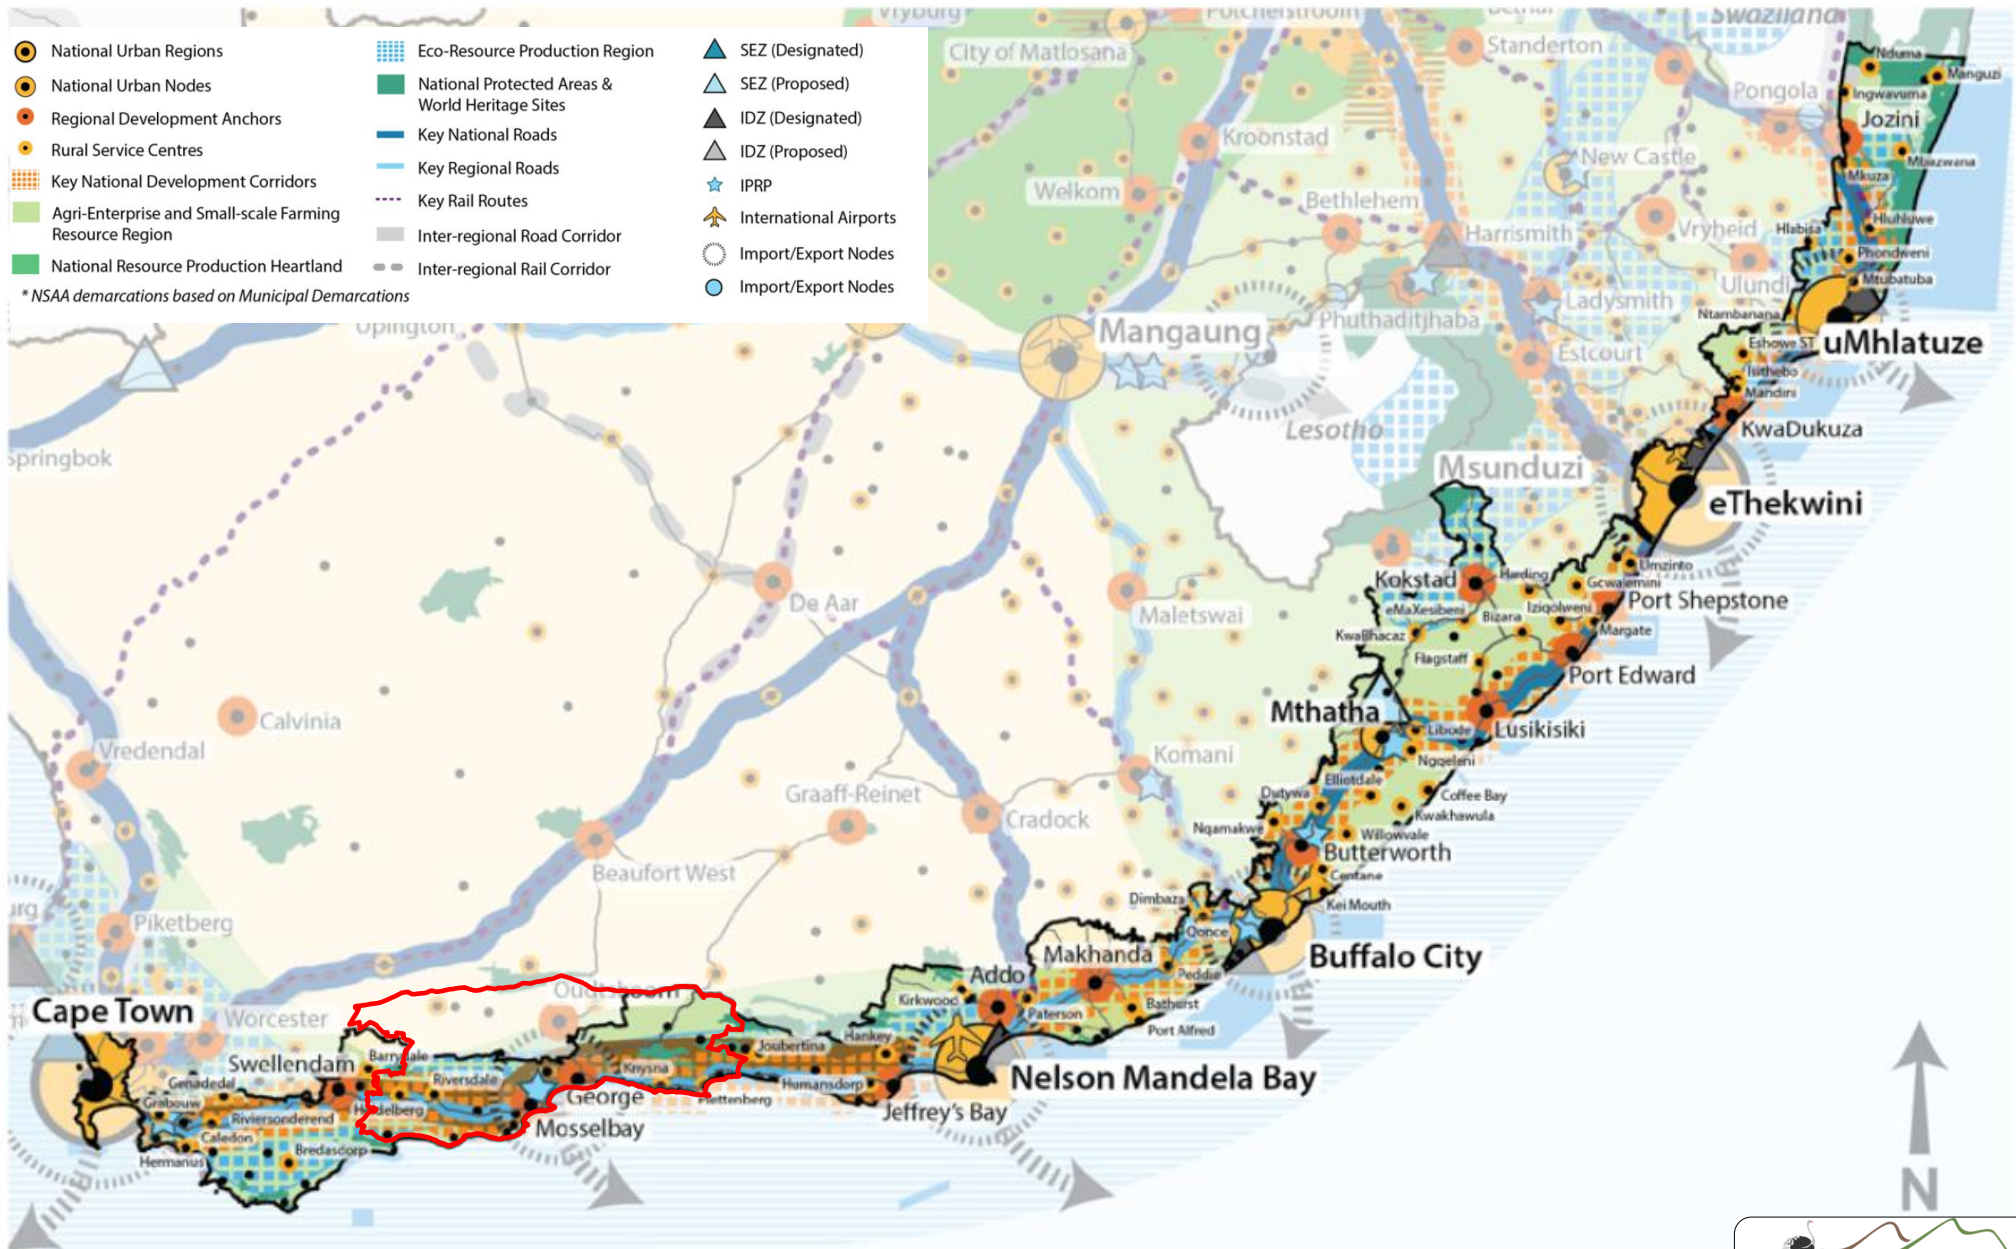 National Urban Regions
National Urban Nodes
Regional Development Anchors
Rural Service Centres
Key National Development Corridors
Agri-Enterprise and Small-scale Farming
Resource Region
National Resource Production Heartland
* NSAA demarcations based on Municipal Demarcations
Eco-Resource Production Region
National Protected Areas &
World Heritage Sites
Key National Roads
Key Regional Roads
Key Rail Routes
Inter-regional Road Corridor
Inter-regional Rail Corridor
SEZ (Designated)
SEZ (Proposed)
IDZ (Designated)
IDZ (Proposed)
IPRP
International Airports
Import/Export Nodes
Import/Export Nodes
Vryburg
Potchefstroom
Swaziland
City of Matlosana
Standerton
Nduma
Manguzi
Pongola
Ingwavuma
Jozini
Kroonstad
New Castle
Mbazwana
Mkuza
Welkom
Bethlehem
Harrismith
Vryheid
Hluhluwe
Hlabisa
Phondweni
Mtubatuba
Ulundi
Ladysmith
Phuthaditjhaba
Ntambanana
Upington
Mangaung
uMhlatuze
Estcourt
Eshowe ST
Isithebo
Mandini
KwaDukuza
Lesotho
Springbok
Msunduzi
eThekwini
Umzinto
Kokstad
Harding
Gcwalemini
Port Shepstone
eMaXesibeni
Bizara
Iziqolweni
Margate
KwaBhacaz
Flagstaff
Port Edward
De Aar
Maletswai
Mthatha
Libode
Lusikisiki
Calvinia
Vredendal
Komani
Ngqeleni
Elliotdale
Dutywa
Coffee Bay
Kwakhawula
Graaff-Reinet
Cradock
Nqamakwe
Willowvale
Butterworth
Beaufort West
Centane
Dimbaza
Kei Mouth
Qonce
Piketberg
Makhanda
Peddie
Buffalo City
Addo
Kirkwood
Bathurst
Paterson
Port Alfred
Oudtshoorn
Cape Town
Worcester
Hankey
Joubertina
Swellendam
Barrydale
Knysna
Riversdale
Genadedal
Humansdorp
Nelson Mandela Bay
Grabouw
Heidelberg
George
Plettenberg
Jeffrey's Bay
Riviersonderend
Mosselbay
Caledon
Bredasdorp
Hermanus
N